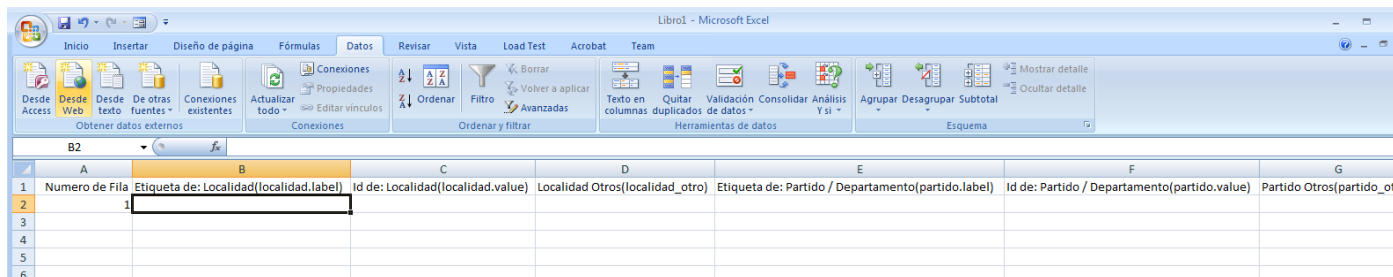 Libro1 - Microsoft Excel
Inicio Insertar Diseño de página Fórmulas Datos Revisar Vista Load Test Acrobat Team
Conexiones Borrar Mostrar detalle
Propiedades Volver a aplicar Ocultar detalle
Desde Desde Desde De otras Conexiones Actualizar Editar vínculos Ordenar Filtro Avanzadas Texto en Quitar Validación Consolidar Análisis Agrupar Desagrupar Subtotal
Access Web texto fuentes existentes todo columnas duplicados de datos Y si
Obtener datos externos Conexiones Ordenar y filtrar Herramientas de datos Esquema
B2 fx
A B C D E F G
1 Numero de Fila Etiqueta de: Localidad(localidad.label) Id de: Localidad(localidad.value) Localidad Otros(localidad_otro) Etiqueta de: Partido / Departamento(partido.label) Id de: Partido / Departamento(partido.value) Partido Otros(partido_ot
2 1
3
4
5
6